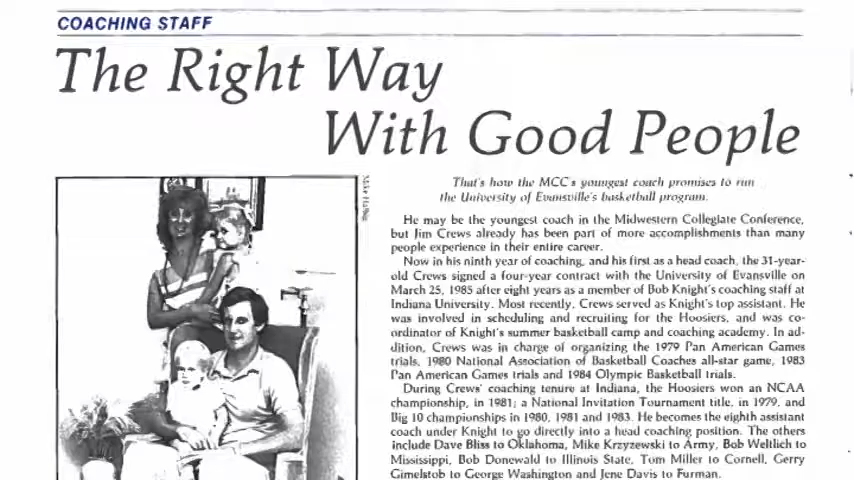 COACHING STAFF
The Right Way
With Good People
That's how the MCC's youngest coach promises to run
the University of Evansville's basketball program.
He may be the youngest coach in the Midwestern Collegiate Conference,
but Jim Crews already has been part of more accomplishments than many
people experience in their entire career.
Now in his ninth year of coaching, and his first as a head coach, the 31-year-
old Crews signed a four-year contract with the University of Evansville on
March 25, 1985 after eight years as a member of Bob Knight's coaching staff at
Indiana University. Most recently, Crews served as Knight's top assistant. He
was involved in scheduling and recruiting for the Hoosiers, and was co-
ordinator of Knight's summer basketball camp and coaching academy. In ad-
dition, Crews was in charge of organizing the 1979 Pan American Games
trials, 1980 National Association of Basketball Coaches all-star game, 1983
Pan American Games trials and 1984 Olympic Basketball trials.
During Crews' coaching tenure at Indiana, the Hoosiers won an NCAA
championship, in 1981; a National Invitation Tournament title, in 1979, and
Big 10 championships in 1980, 1981 and 1983. He becomes the eighth assistant
coach under Knight to go directly into a head coaching position. The others
include Dave Bliss to Oklahoma, Mike Krzyzewski to Army, Bob Weltlich to
Mississippi, Bob Donewald to Illinois State, Tom Miller to Cornell, Gerry
Gimelstob to George Washington and Jene Davis to Furman.